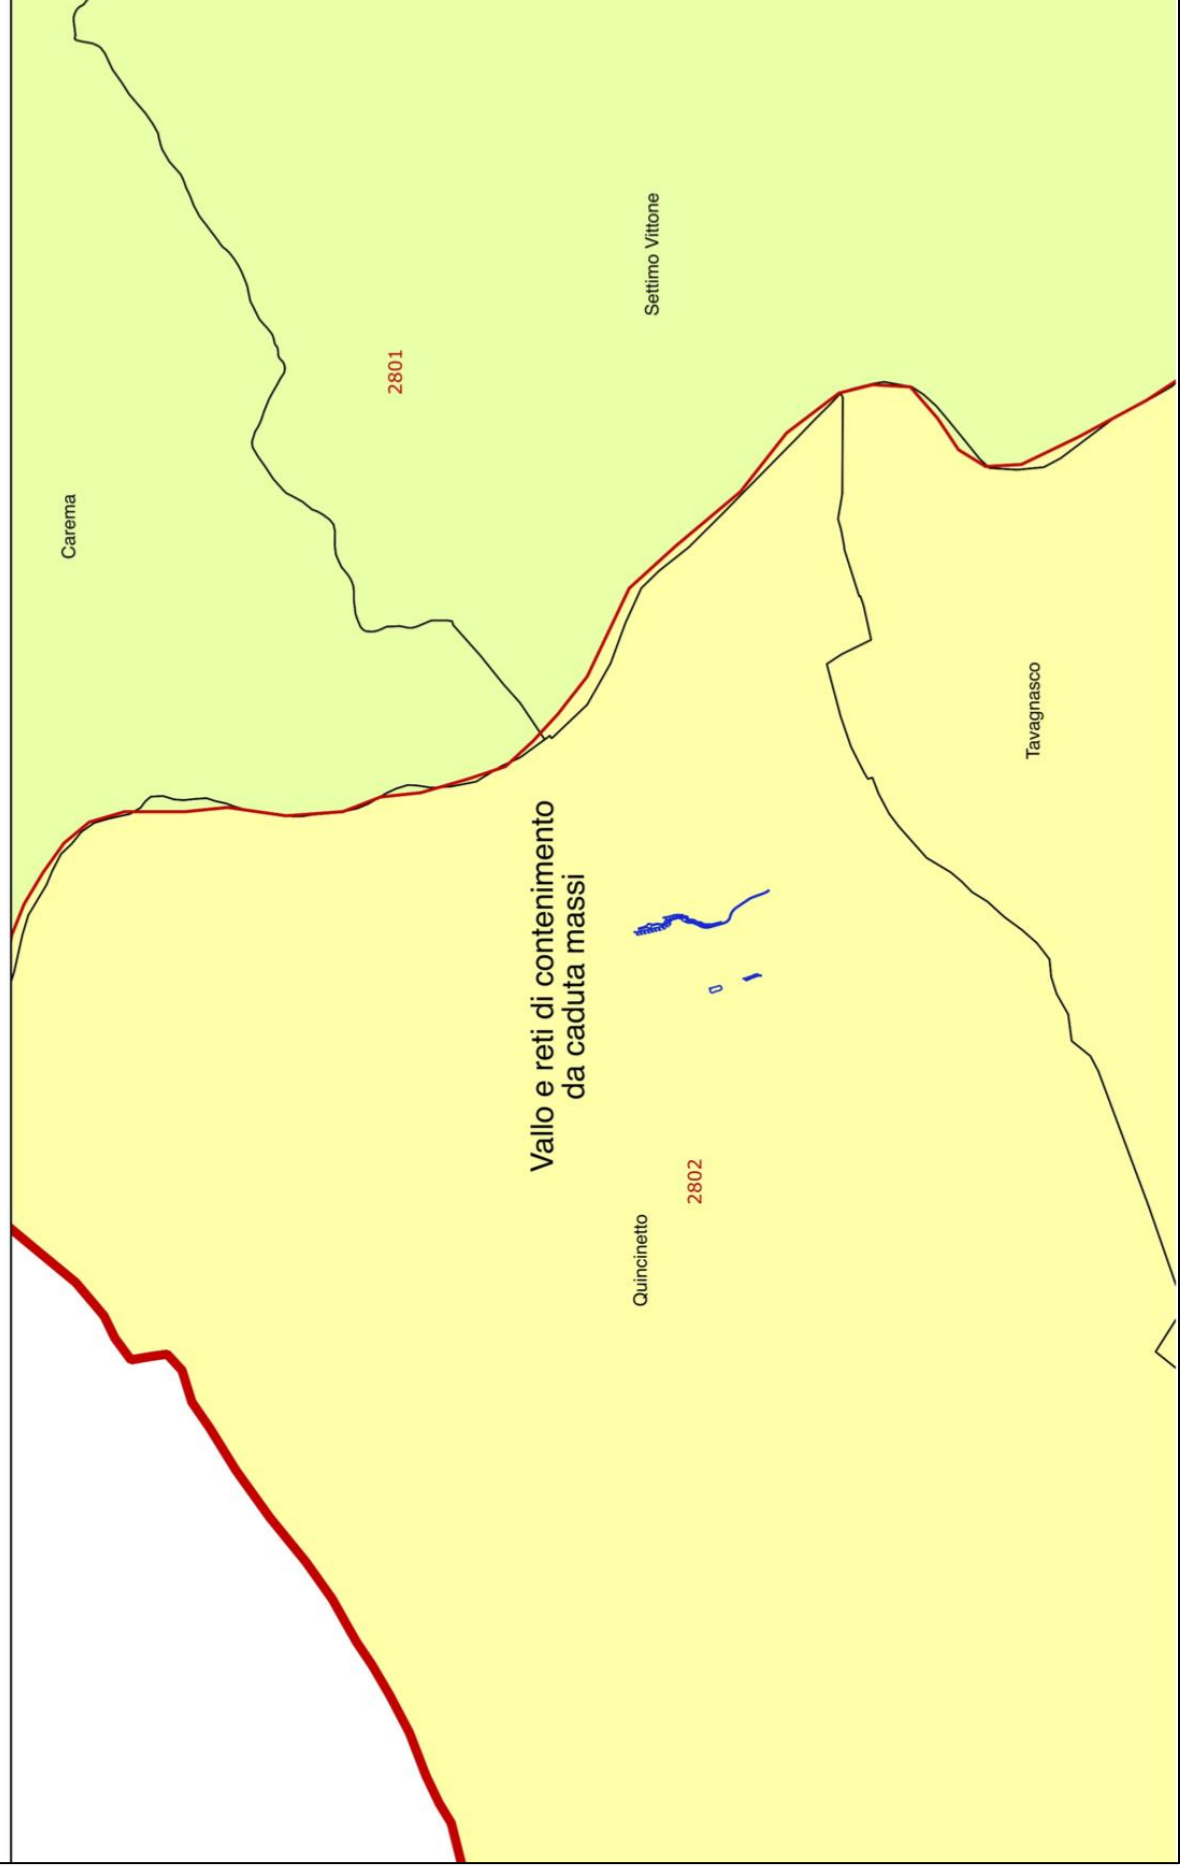 Carema
2801
Settimo Vittone
Vallo e reti di contenimento
da caduta massi
Quincinetto
2802
Tavagnasco